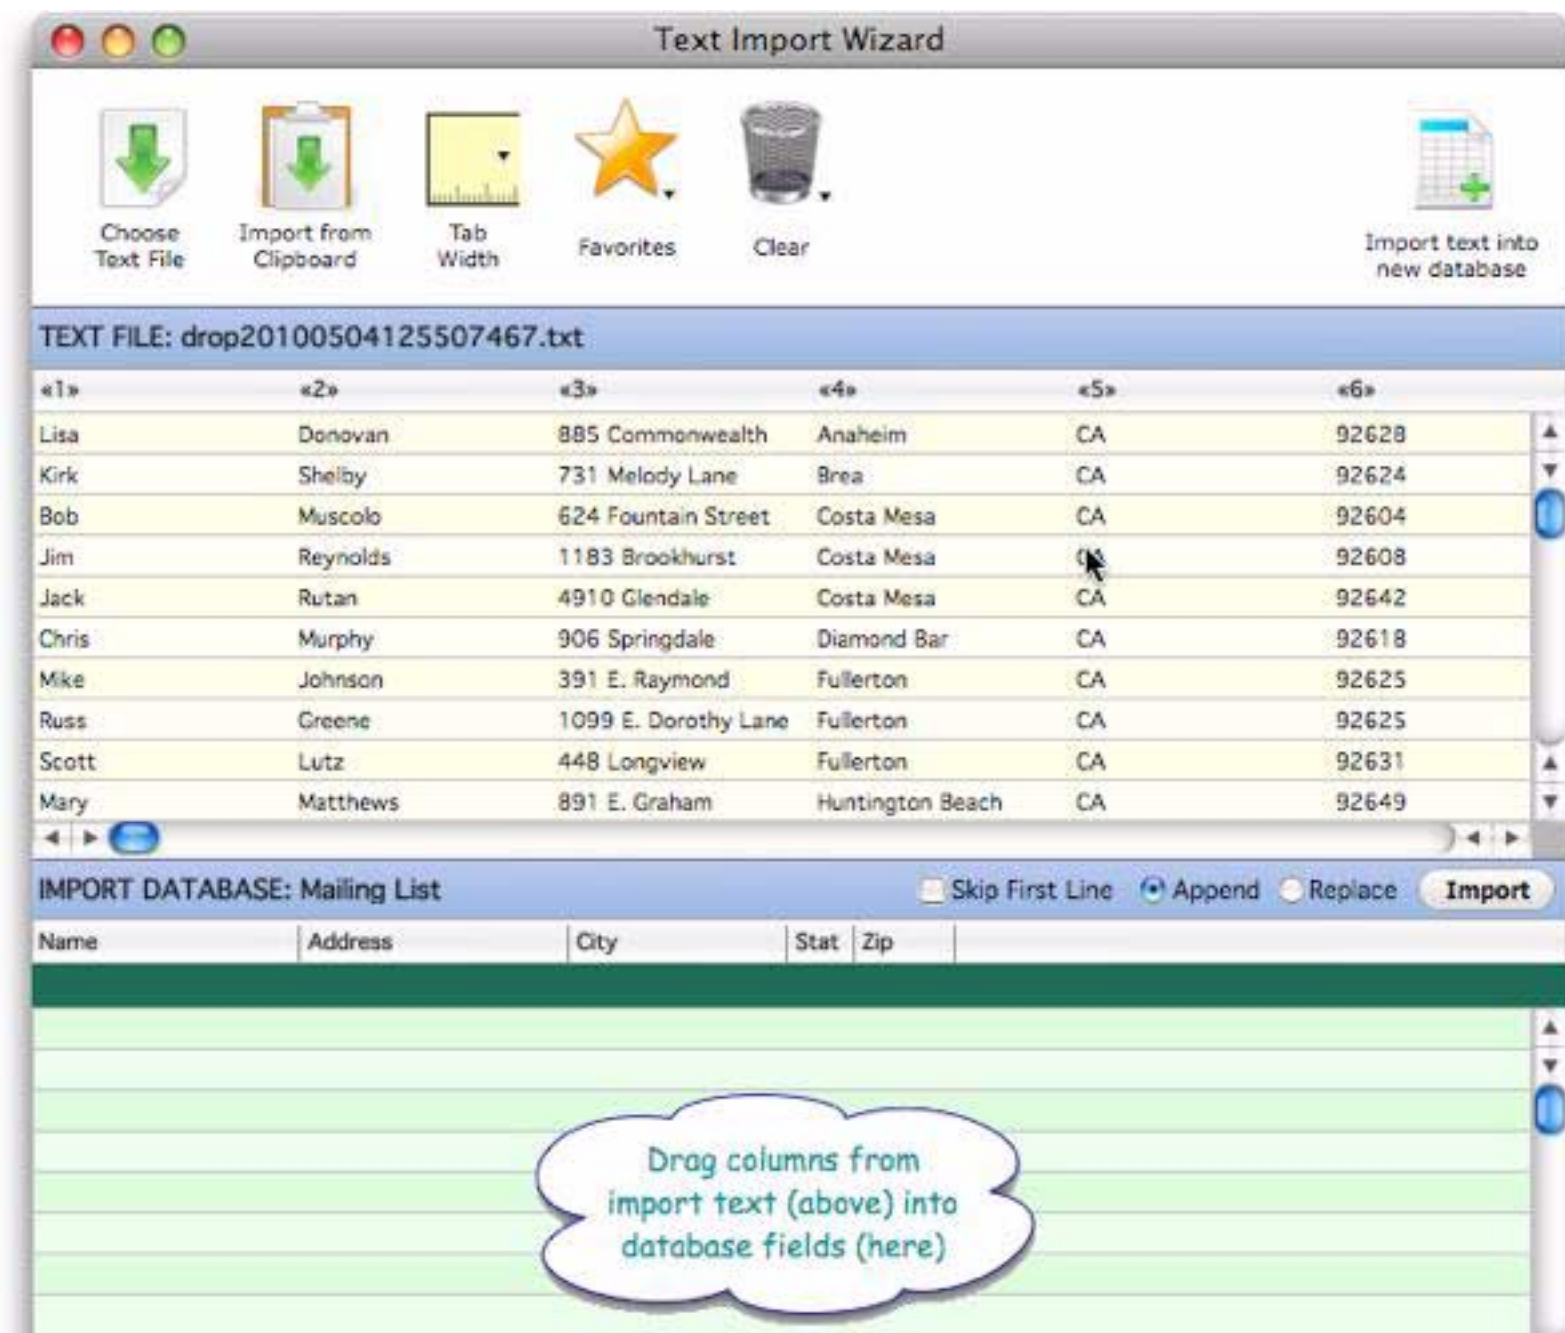 Text Import Wizard
Choose Text File
Import from Clipboard
Tab Width
Favorites
Clear
Import text into new database
TEXT FILE: drop20100504125507467.txt
«1» «2» «3» «4» «5» «6»
Lisa Donovan 885 Commonwealth Anaheim CA 92628
Kirk Shelby 731 Melody Lane Brea CA 92624
Bob Muscolo 624 Fountain Street Costa Mesa CA 92604
Jim Reynolds 1183 Brookhurst Costa Mesa 92608
Jack Rutan 4910 Glendale Costa Mesa CA 92642
Chris Murphy 906 Springdale Diamond Bar CA 92618
Mike Johnson 391 E. Raymond Fullerton CA 92625
Russ Greene 1099 E. Dorothy Lane Fullerton CA 92625
Scott Lutz 448 Longview Fullerton CA 92631
Mary Matthews 891 E. Graham Huntington Beach CA 92649
IMPORT DATABASE: Mailing List Skip First Line Append Replace Import
Name Address City Stat Zip
Drag columns from
import text (above) into
database fields (here)